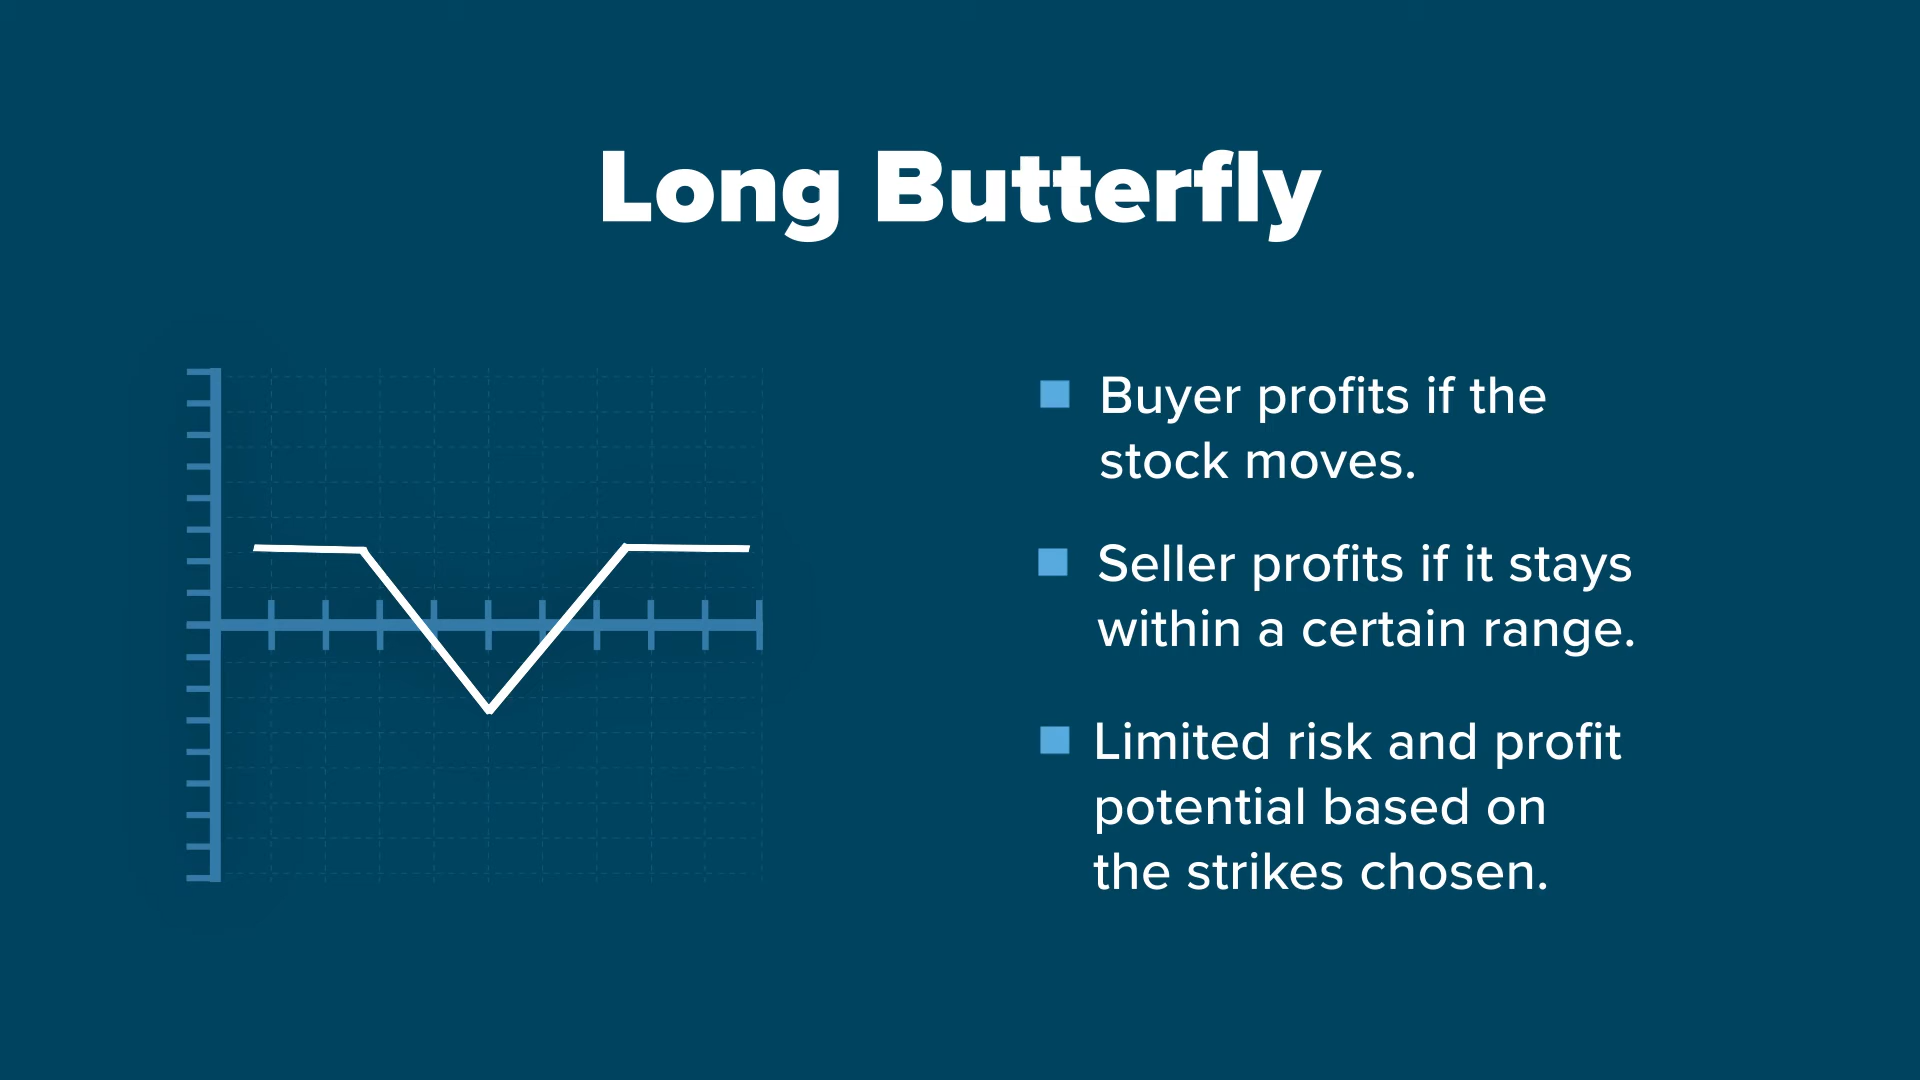 Long Butterfly
Buyer profits if the
stock moves.
Seller profits if it stays
within a certain range.
Limited risk and profit
potential based on
the strikes chosen.